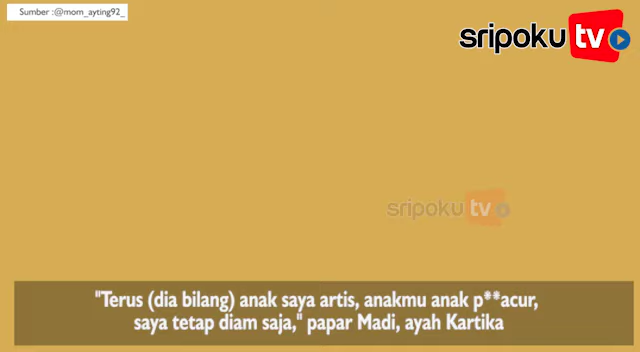 Sumber :@mom_ayting92_
sripoku tv
sripoku tv
"Terus (dia bilang) anak saya artis, anakmu anak p**acur,
saya tetap diam saja," papar Madi, ayah Kartika